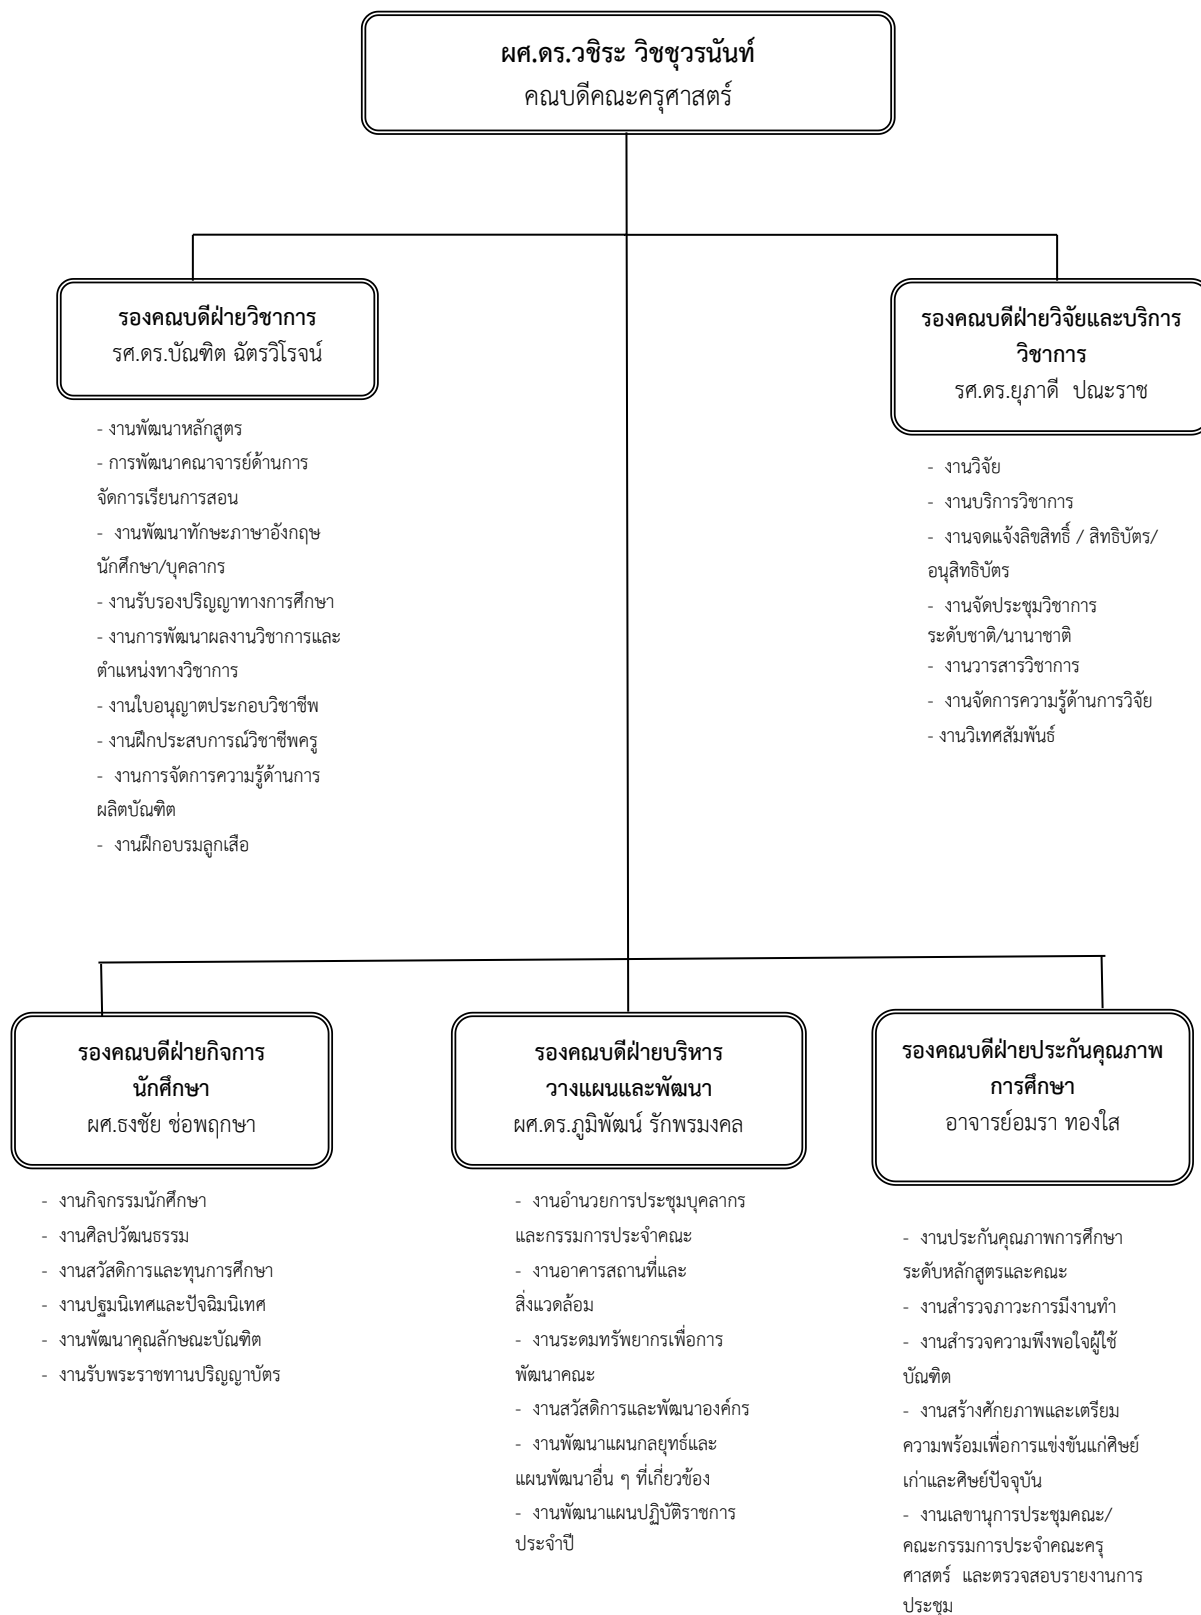 ผศ.ดร.วชิระ วิชชุวรนันท์
คณบดีคณะครุศาสตร์
รองคณบดีฝ่ายวิชาการ
รศ.ดร.บัณฑิต ฉัตรวิโรจน์
- งานพัฒนาหลักสูตร
- การพัฒนาคณาจารย์ด้านการ
จัดการเรียนการสอน
- งานพัฒนาทักษะภาษาอังกฤษ
นักศึกษา/บุคลากร
- งานรับรองปริญญาทางการศึกษา
- งานการพัฒนาผลงานวิชาการและ
ตำแหน่งทางวิชาการ
- งานใบอนุญาตประกอบวิชาชีพ
- งานฝึกประสบการณ์วิชาชีพครู
- งานการจัดการความรู้ด้านการ
ผลิตบัณฑิต
- งานฝึกอบรมลูกเสือ
รองคณบดีฝ่ายวิจัยและบริการ
วิชาการ
รศ.ดร.ยุภาดี ปณะราช
- งานวิจัย
- งานบริการวิชาการ
- งานจดแจ้งลิขสิทธิ์ / สิทธิบัตร/
อนุสิทธิบัตร
- งานจัดประชุมวิชาการ
ระดับชาติ/นานาชาติ
- งานวารสารวิชาการ
- งานจัดการความรู้ด้านการวิจัย
- งานวิเทศสัมพันธ์
รองคณบดีฝ่ายกิจการ
นักศึกษา
ผศ.ธงชัย ช่อพฤกษา
- งานกิจกรรมนักศึกษา
- งานศิลปวัฒนธรรม
- งานสวัสดิการและทุนการศึกษา
- งานปฐมนิเทศและปัจฉิมนิเทศ
- งานพัฒนาคุณลักษณะบัณฑิต
- งานรับพระราชทานปริญญาบัตร
รองคณบดีฝ่ายบริหาร
วางแผนและพัฒนา
ผศ.ดร.ภูมิพัฒน์ รักพรมงคล
- งานอำนวยการประชุมบุคลากร
และกรรมการประจำคณะ
- งานอาคารสถานที่และ
สิ่งแวดล้อม
- งานระดมทรัพยากรเพื่อการ
พัฒนาคณะ
- งานสวัสดิการและพัฒนาองค์กร
- งานพัฒนาแผนกลยุทธ์และ
แผนพัฒนาอื่น ๆ ที่เกี่ยวข้อง
- งานพัฒนาแผนปฏิบัติราชการ
ประจำปี
รองคณบดีฝ่ายประกันคุณภาพ
การศึกษา
อาจารย์อมรา ทองใส
- งานประกันคุณภาพการศึกษา
ระดับหลักสูตรและคณะ
- งานสำรวจภาวะการมีงานทำ
- งานสำรวจความพึงพอใจผู้ใช้
บัณฑิต
- งานสร้างศักยภาพและเตรียม
ความพร้อมเพื่อการแข่งขันแก่ศิษย์
เก่าและศิษย์ปัจจุบัน
- งานเลขานุการประชุมคณะ/
คณะกรรมการประจำคณะครุ
ศาสตร์ และตรวจสอบรายงานการ
ประชุม